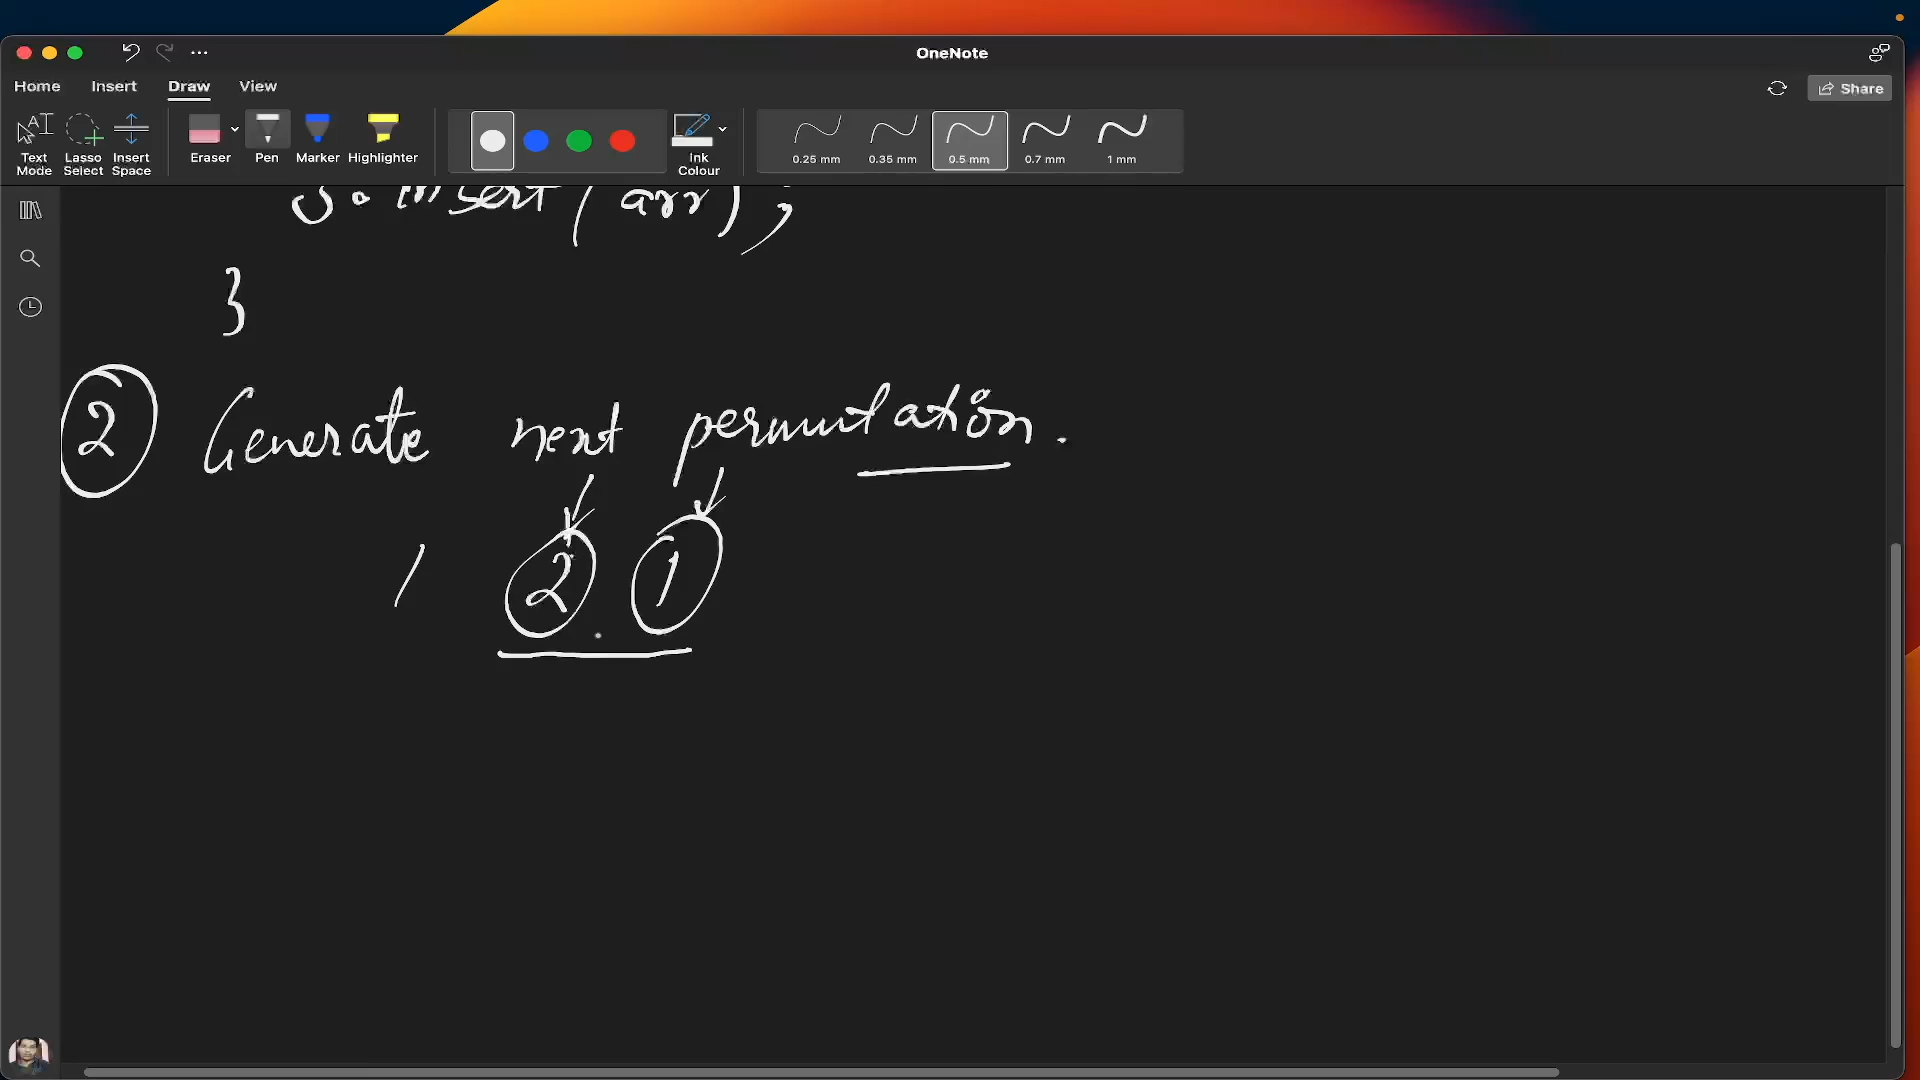 OneNote
Home Insert Draw View
Share
Text Mode Lasso Select Insert Space Eraser Pen Marker Highlighter Ink Colour 0.25 mm 0.35 mm 0.5 mm 0.7 mm 1 mm
insert(arr);
}
2 Generate next permutation.
1 2 1